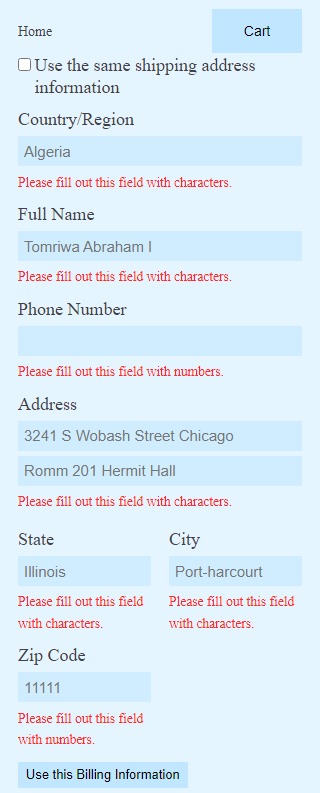 Home
Cart
Use the same shipping address
information
Country/Region
Algeria
Please fill out this field with characters.
Full Name
Tomriwa Abraham I
Please fill out this field with characters.
Phone Number
Please fill out this field with numbers.
Address
3241 S Wobash Street Chicago
Romm 201 Hermit Hall
Please fill out this field with characters.
State
City
Illinois
Port-harcourt
Please fill out this field
with characters.
Please fill out this field
with characters.
Zip Code
11111
Please fill out this field
with numbers.
Use this Billing Information